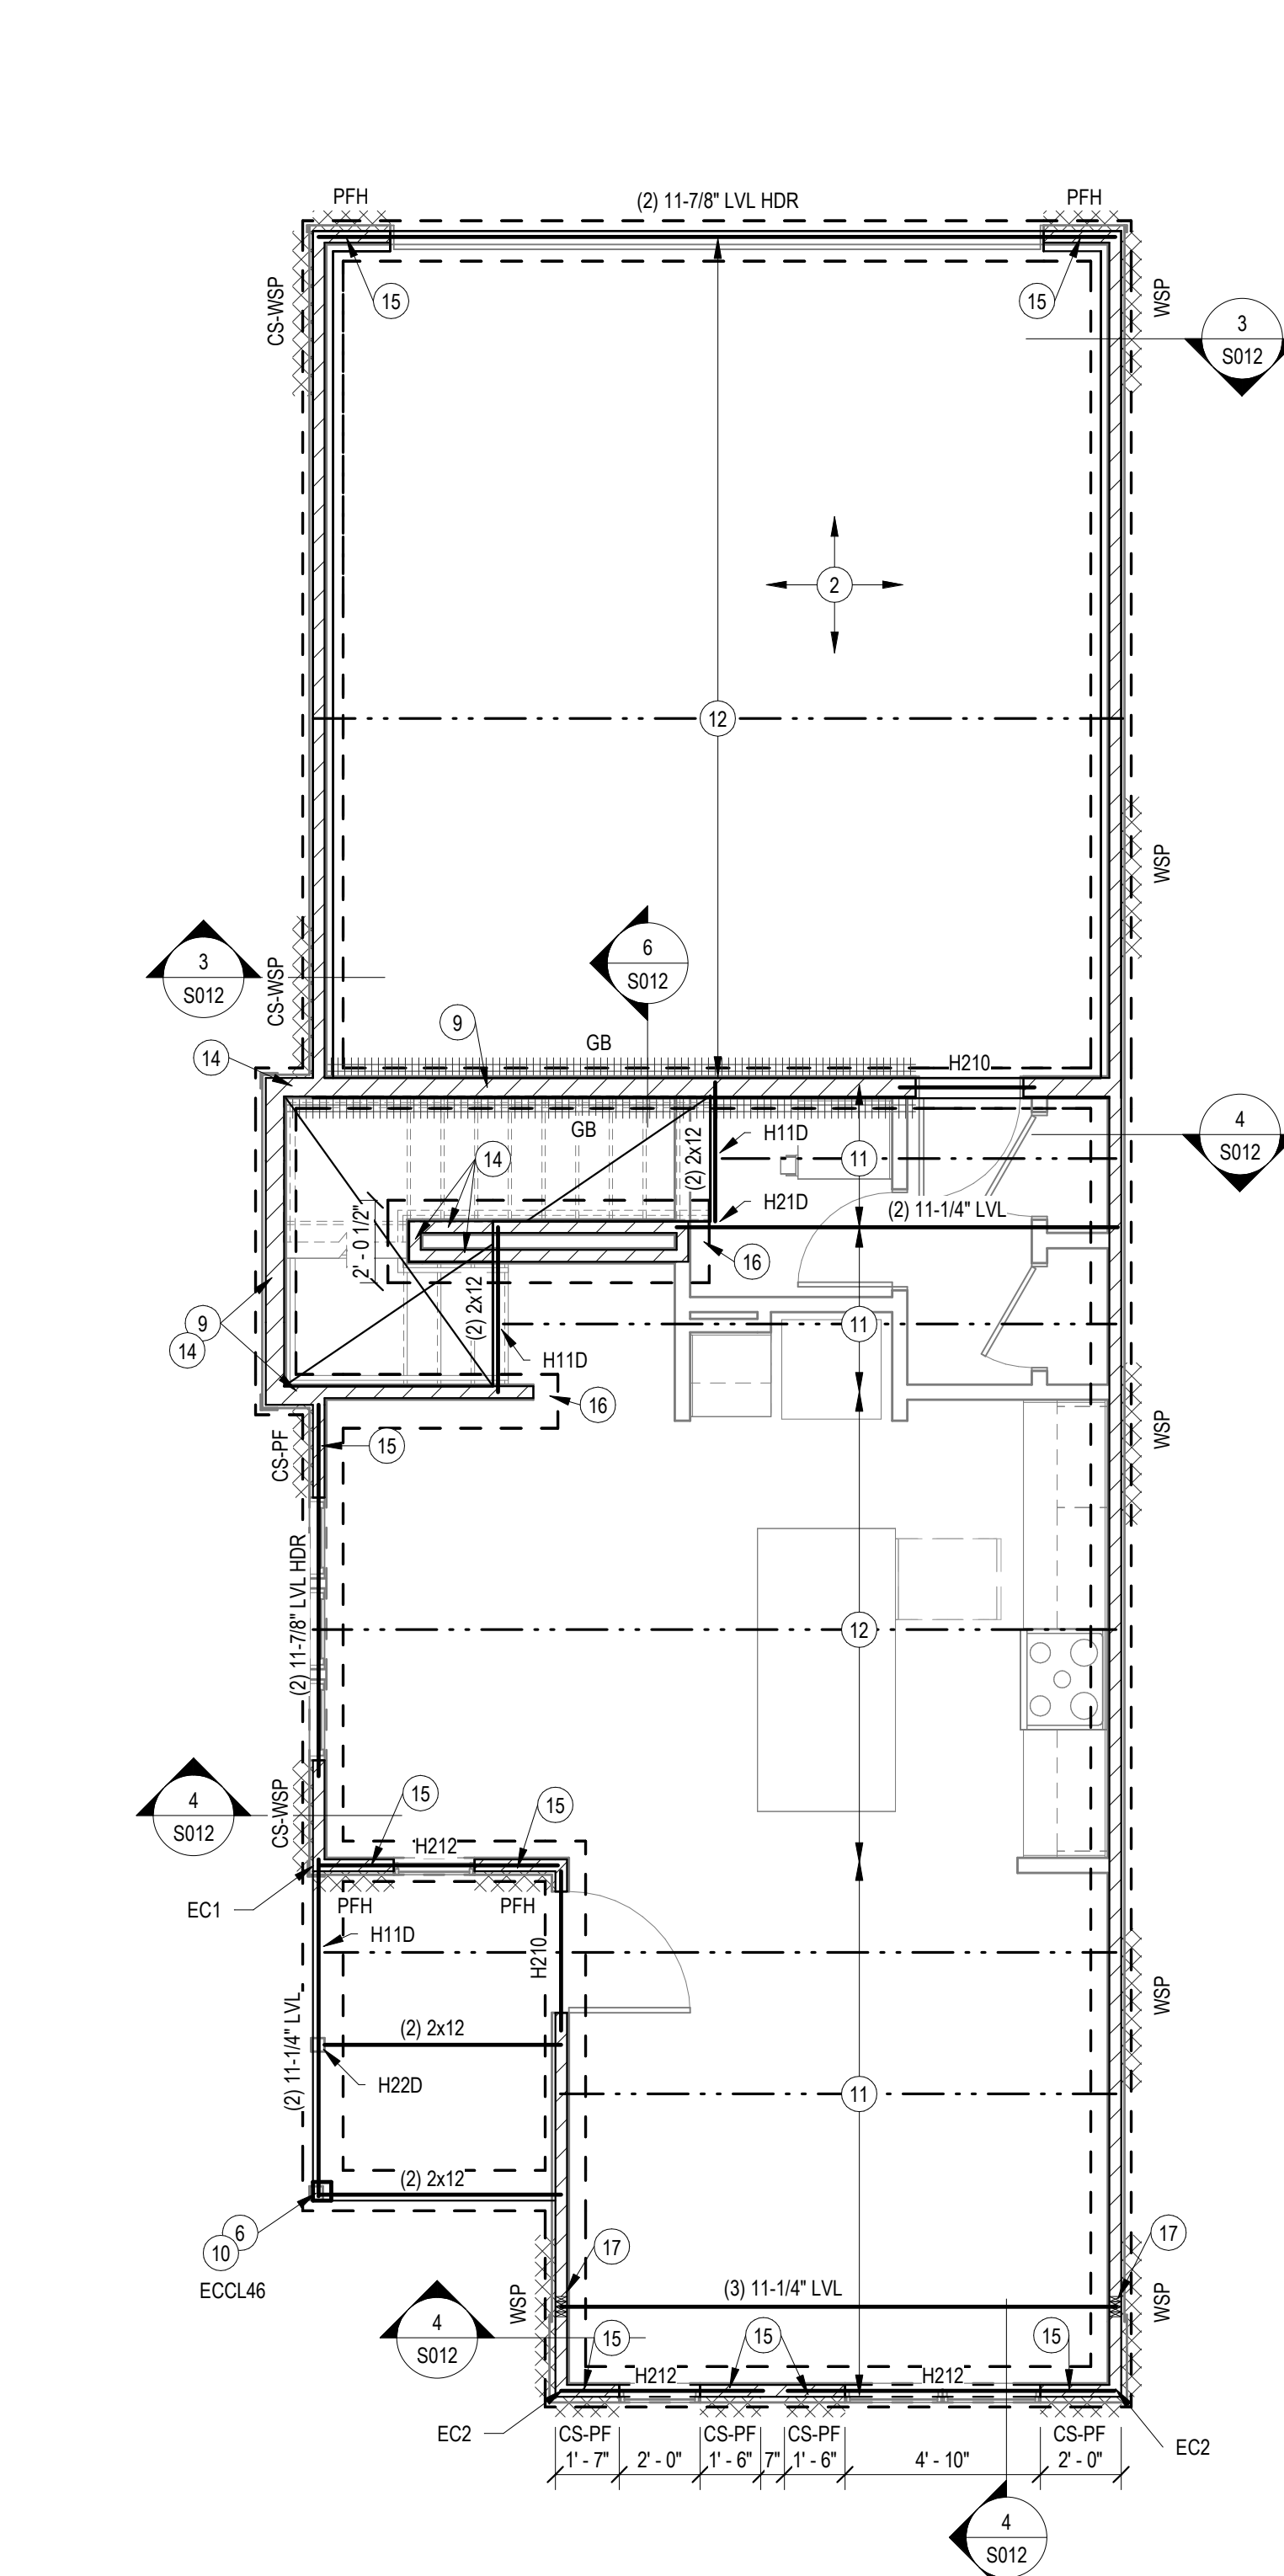 PFH
(2) 11-7/8" LVL HDR
PFH
15
15
CS-WSP
WSP
3
S012
2
12
WSP
3
S012
CS-WSP
6
S012
9
GB
H210
14
GB
(2) 2x12
H11D
11
4
S012
14
H21D
(2) 11-1/4" LVL
2' - 0 1/2"
16
(2) 2x12
9
14
11
H11D
16
CS-PF
15
WSP
(2) 11-7/8" LVL HDR
12
4
S012
CS-WSP
15
15
H212
EC1
PFH
PFH
H11D
H210
WSP
(2) 11-1/4" LVL
(2) 2x12
H22D
11
(2) 2x12
6
10
ECCL46
17
17
WSP
(3) 11-1/4" LVL
WSP
4
S012
15
15
15
H212
H212
EC2
CS-PF
CS-PF
CS-PF
CS-PF
EC2
1' - 7"
2' - 0"
1' - 6"
7"
1' - 6"
4' - 10"
2' - 0"
4
S012